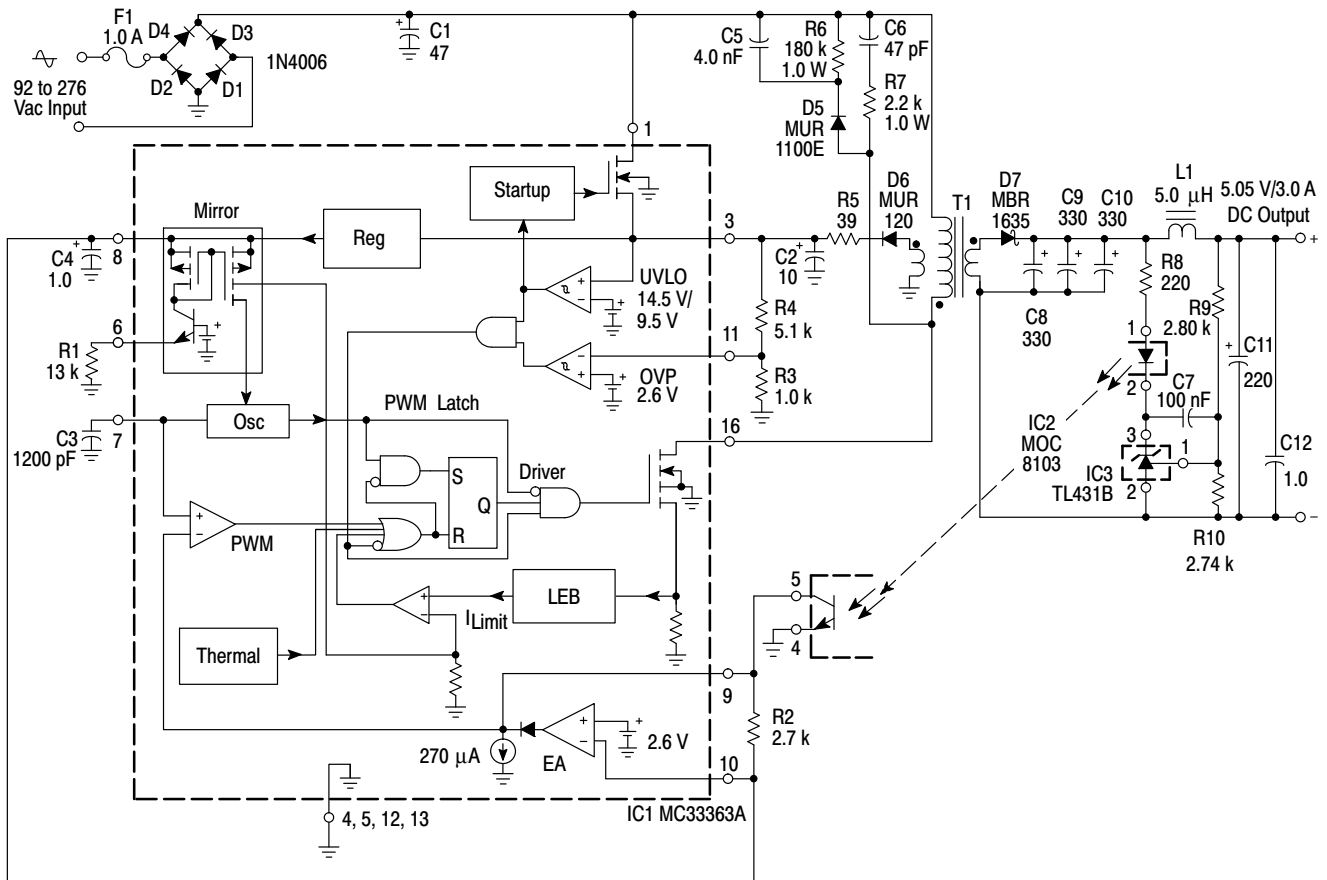 F1
1.0 A
D4
D3
D2
D1
1N4006
92 to 276
Vac Input
+
C1
47
C5
4.0 nF
R6
180 k
1.0 W
C6
47 pF
R7
2.2 k
1.0 W
D5
MUR
1100E
1
Startup
Mirror
Reg
3
R5
39
D6
MUR
120
T1
D7
MBR
1635
C9
330
C10
330
L1
5.0 µH
5.05 V/3.0 A
DC Output
+
+
C4
1.0
8
+
C2
10
+
+
+
C8
330
R8
220
R9
2.80 k
+
−
+
UVLO
14.5 V/
9.5 V
R4
5.1 k
11
6
R1
13 k
+
−
+
+
OVP
2.6 V
R3
1.0 k
1
2
C7
100 nF
+
C11
220
C12
1.0
IC2
MOC
8103
3
1
IC3
TL431B
2
−
R10
2.74 k
C3
1200 pF
7
Osc
PWM Latch
16
S
Q
R
Driver
+
−
PWM
LEB
+
−
ILimit
Thermal
5
4
9
R2
2.7 k
270 µA
EA
+
−
+
2.6 V
10
4, 5, 12, 13
IC1 MC33363A